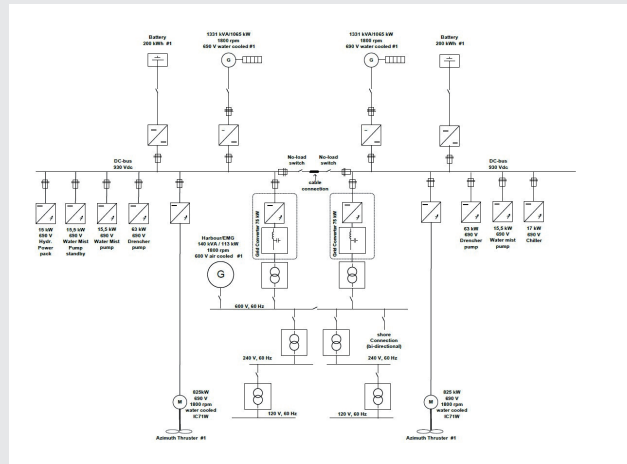 Battery
200 kWh #1
1331 kVA/1065 kW
1800 rpm
690 V water cooled #1
G
1331 kVA/1065 kW
1800 rpm
690 V water cooled #1
G
Battery
200 kWh #1
DC-bus
930 Vdc
No-load
switch
No-load
switch
cable
connection
DC-bus
930 Vdc
15 kW
690 V
Hydr.
Power
pack
15,5 kW
690 V
Water Mist
Pump
standby
15,5 kW
690 V
Water Mist
pump
63 kW
690 V
Drencher
pump
Grid Converter 75 kW
Grid Converter 75 kW
63 kW
690 V
Drencher
pump
15,5 kW
690 V
Water mist
pump
17 kW
690 V
Chiller
Harbour/EMG
140 kVA / 113 kW
1800 rpm
600 V air cooled #1
G
600 V, 60 Hz
shore
Connection
(bi-directional)
240 V, 60 Hz
240 V, 60 Hz
120 V, 60 Hz
120 V, 60 Hz
M
825kW
690 V
1800 rpm
water cooled
IC71W
Azimuth Thruster #1
M
825 kW
690 V
1800 rpm
water cooled
IC71W
Azimuth Thruster #1